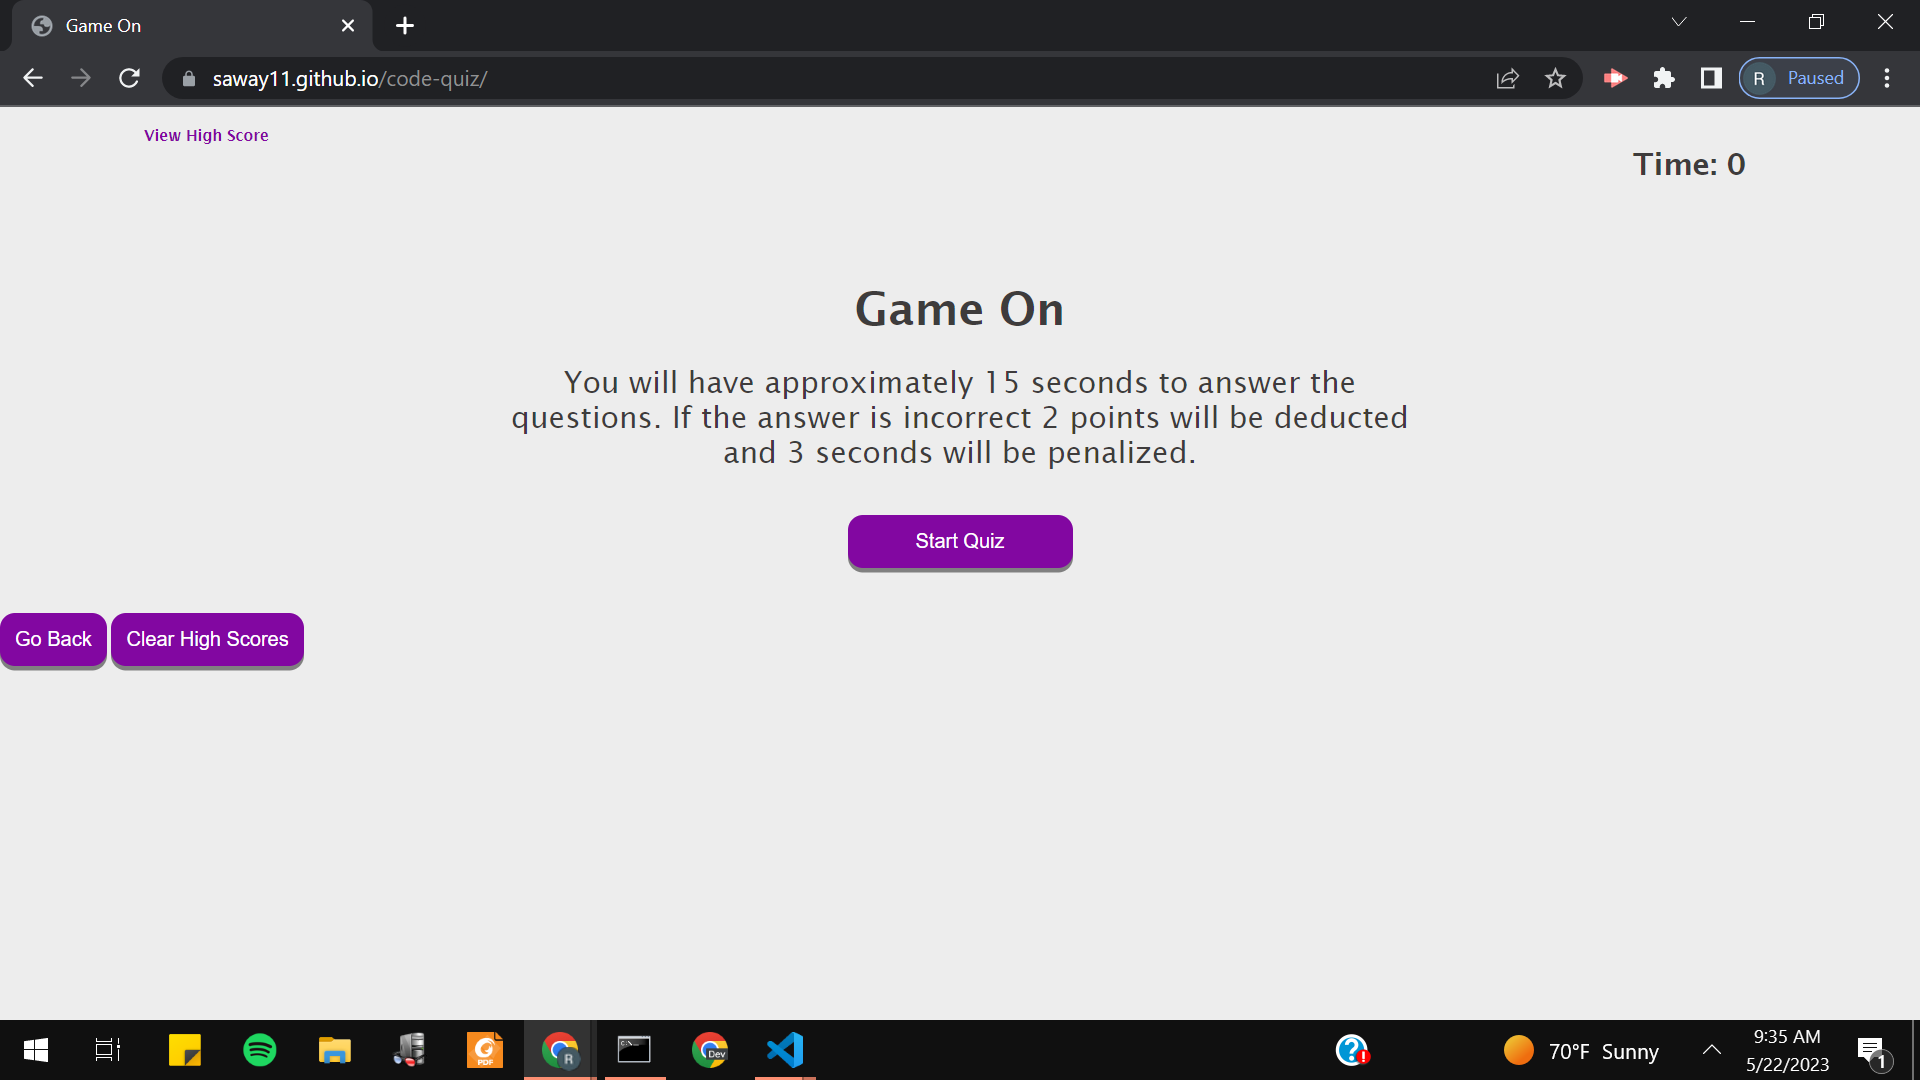 Game On
saway11.github.io/code-quiz/
R Paused
View High Score
Time: 0
Game On
You will have approximately 15 seconds to answer the
questions. If the answer is incorrect 2 points will be deducted
and 3 seconds will be penalized.
Start Quiz
Go Back Clear High Scores
PDF
R
C:\_
Dev
70°F Sunny
9:35 AM
5/22/2023
1